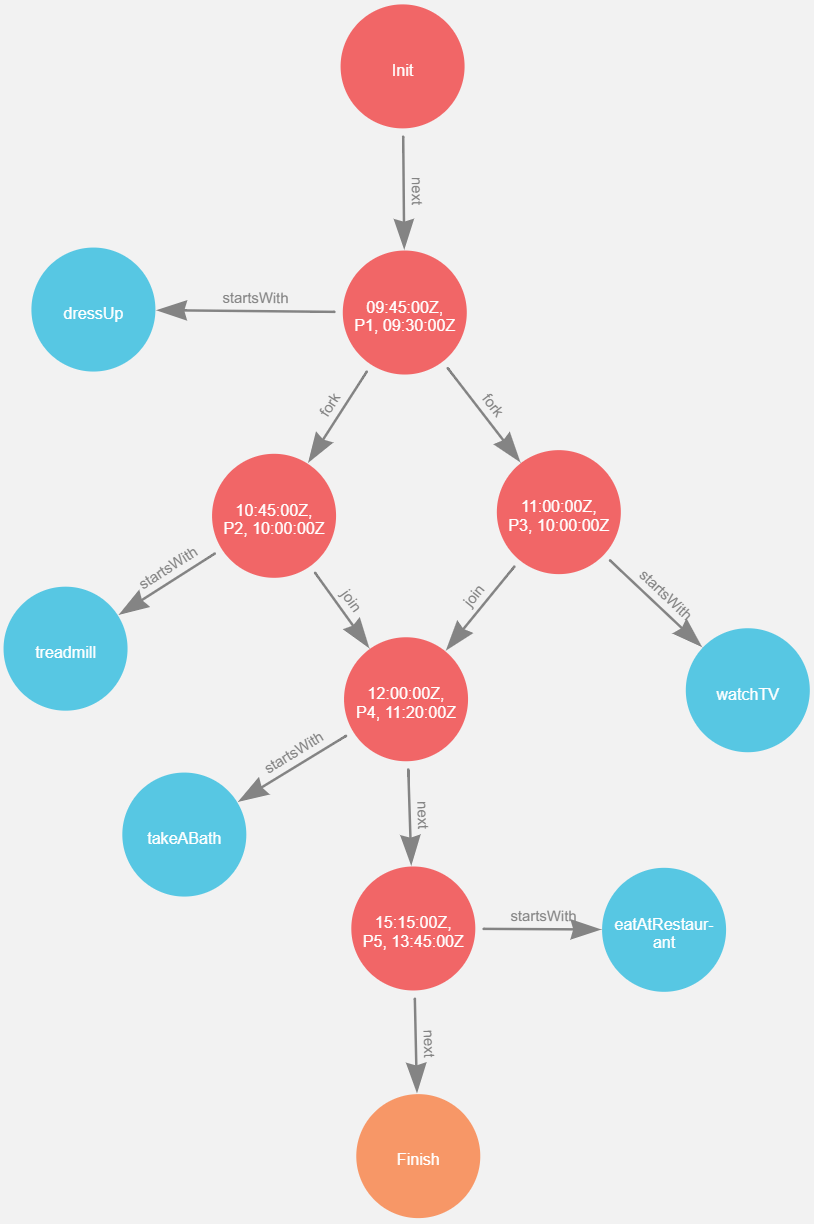 Init
next
startsWith
dressUp
09:45:00Z,
P1, 09:30:00Z
fork
fork
10:45:00Z,
P2, 10:00:00Z
11:00:00Z,
P3, 10:00:00Z
startsWith
join
join
startsWith
treadmill
watchTV
12:00:00Z,
P4, 11:20:00Z
startsWith
next
takeABath
15:15:00Z,
P5, 13:45:00Z
startsWith
eatAtRestaur-
ant
next
Finish